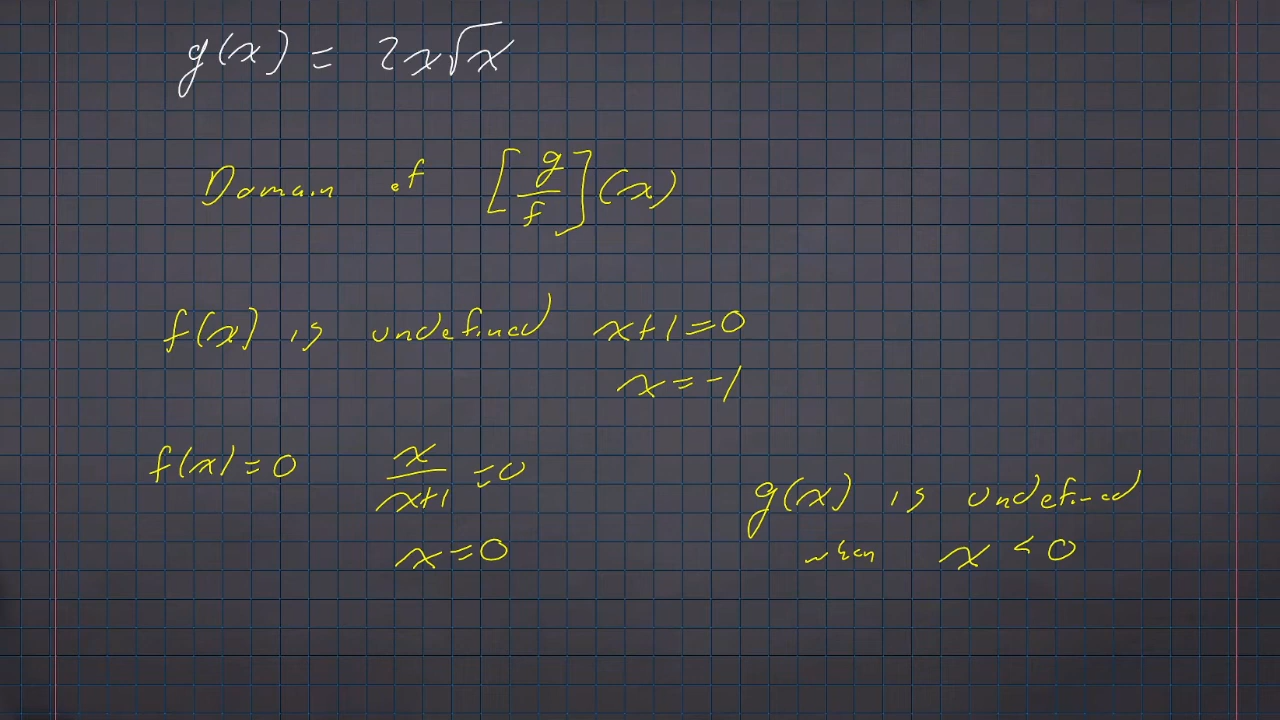 g(x) = 2x√x
Domain of [g/f](x)
f(x) is undefined x+1=0
x=-1
f(x)=0 x/(x+1)=0
x=0
g(x) is undefined
when x<0